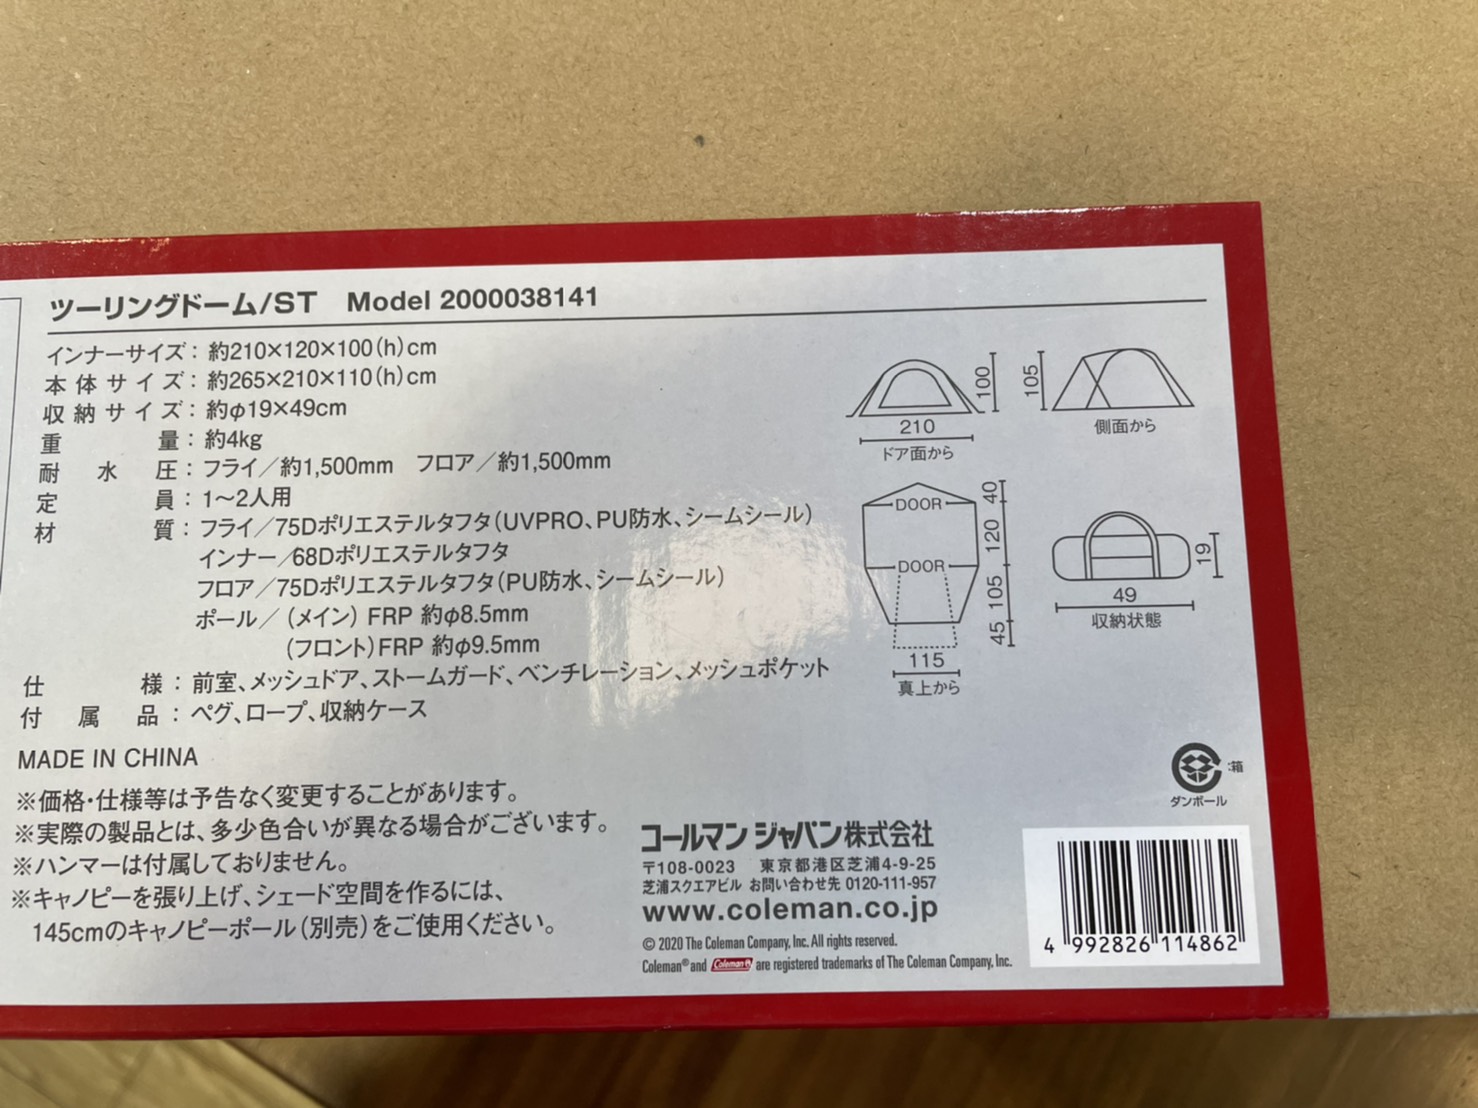 ツーリングドーム/ST Model 2000038141
インナーサイズ：約210×120×100(h)cm
本体サイズ：約265×210×110(h)cm
収納サイズ：約φ19×49cm
重量：約4kg
耐水圧：フライ／約1,500mm フロア／約1,500mm
定員：1～2人用
材質：フライ／75Dポリエステルタフタ(UVPRO、PU防水、シームシール)
インナー／68Dポリエステルタフタ
フロア／75Dポリエステルタフタ(PU防水、シームシール)
ポール／(メイン) FRP 約φ8.5mm
(フロント)FRP 約φ9.5mm
仕様：前室、メッシュドア、ストームガード、ベンチレーション、メッシュポケット
付属品：ペグ、ロープ、収納ケース
MADE IN CHINA
※価格・仕様等は予告なく変更することがあります。
※実際の製品とは、多少色合いが異なる場合がございます。
※ハンマーは付属しておりません。
※キャノピーを張り上げ、シェード空間を作るには、
145cmのキャノピーポール(別売)をご使用ください。
100
210
ドア面から
105
側面から
DOOR
DOOR
40
120
105
45
115
真上から
19
49
収納状態
:箱
ダンボール
コールマン ジャパン株式会社
〒108-0023 東京都港区芝浦4-9-25
芝浦スクエアビル お問い合わせ先 0120-111-957
www.coleman.co.jp
© 2020 The Coleman Company, Inc. All rights reserved.
Coleman® and Coleman are registered trademarks of The Coleman Company, Inc.
4 992826 114862